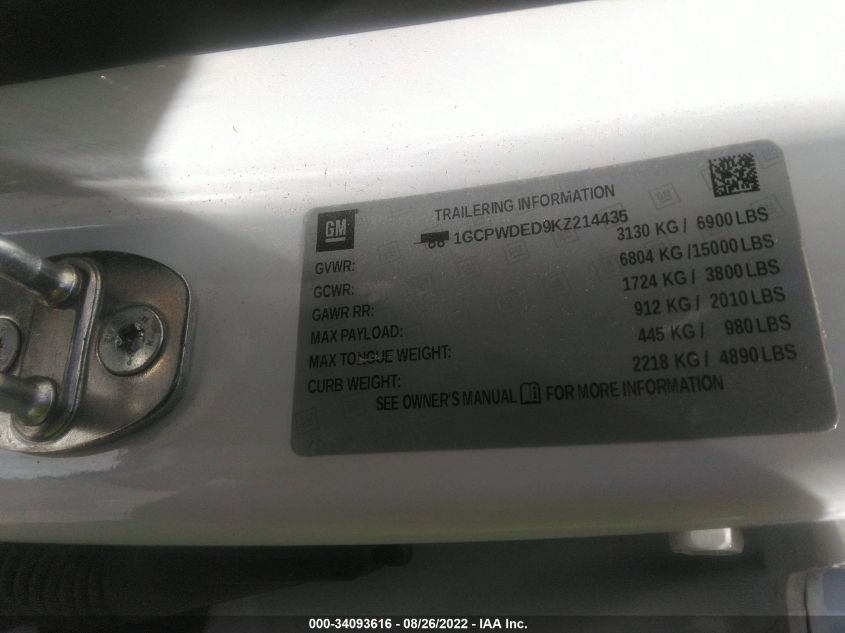 GM
TRAILERING INFORMATION
1GCPWDED9KZ214435
GVWR: 3130 KG / 6900 LBS
GCWR: 6804 KG /15000 LBS
GAWR RR: 1724 KG / 3800 LBS
MAX PAYLOAD: 912 KG / 2010 LBS
MAX TONGUE WEIGHT: 445 KG / 980 LBS
CURB WEIGHT: 2218 KG / 4890 LBS
SEE OWNER'S MANUAL FOR MORE INFORMATION
000-34093616 - 08/26/2022 - IAA Inc.